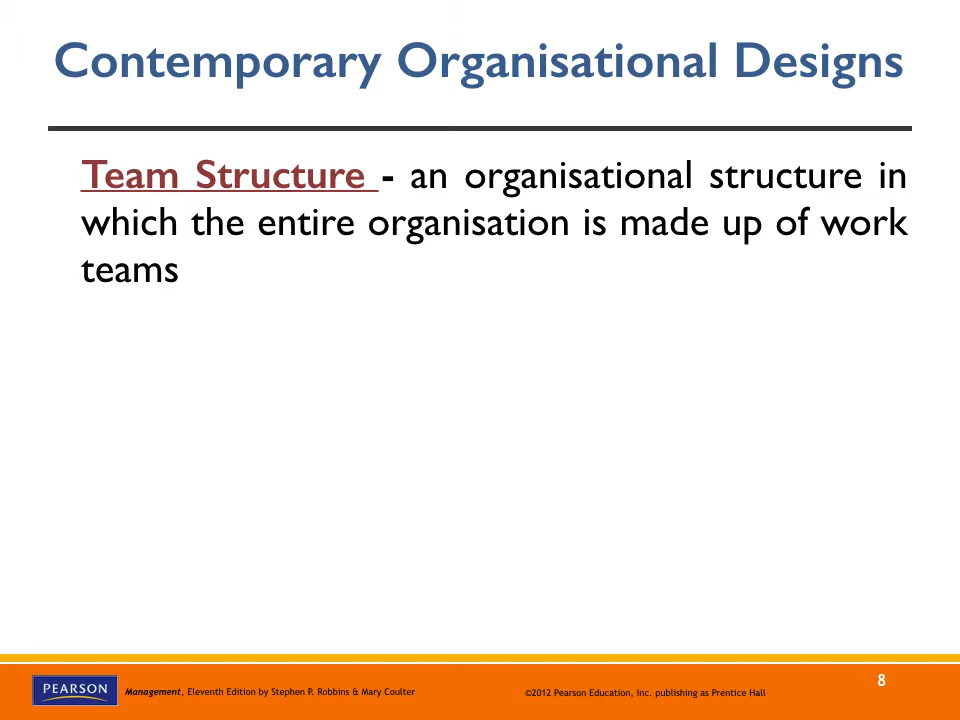 Contemporary Organisational Designs
Team Structure - an organisational structure in
which the entire organisation is made up of work
teams
8
PEARSON
Management, Eleventh Edition by Stephen P. Robbins & Mary Coulter
©2012 Pearson Education, Inc. publishing as Prentice Hall